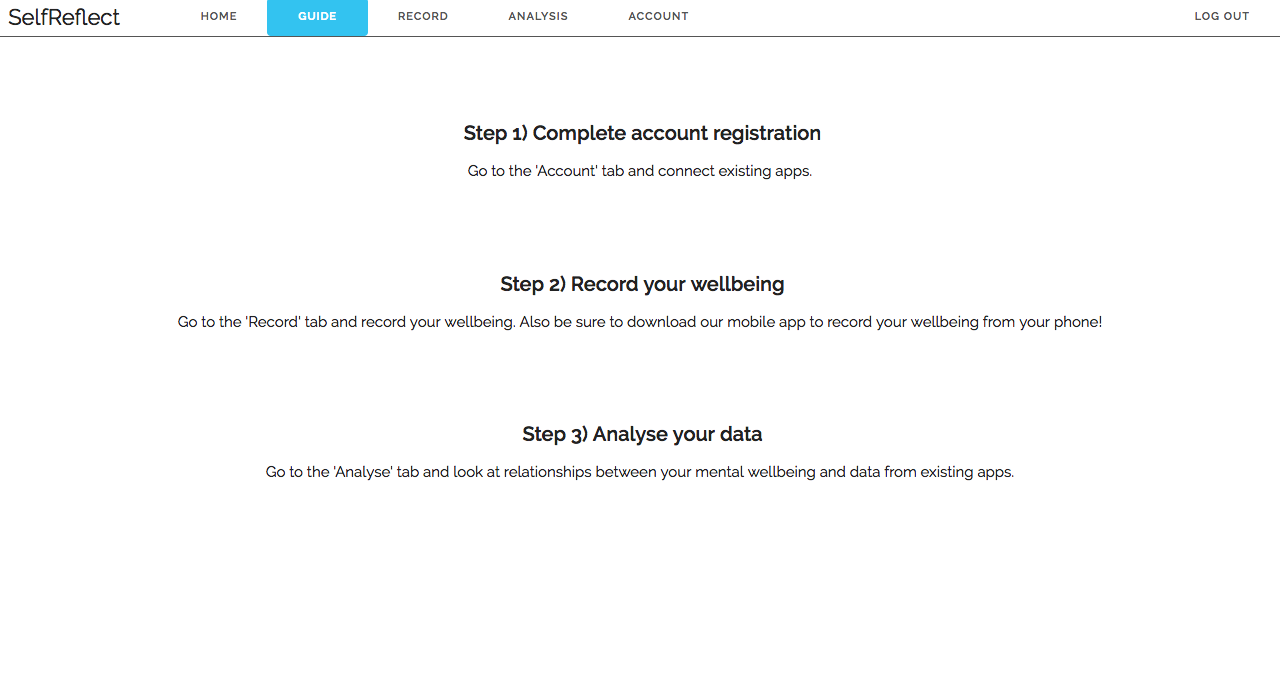 SelfReflect HOME GUIDE RECORD ANALYSIS ACCOUNT LOG OUT
Step 1) Complete account registration
Go to the 'Account' tab and connect existing apps.
Step 2) Record your wellbeing
Go to the 'Record' tab and record your wellbeing. Also be sure to download our mobile app to record your wellbeing from your phone!
Step 3) Analyse your data
Go to the 'Analyse' tab and look at relationships between your mental wellbeing and data from existing apps.